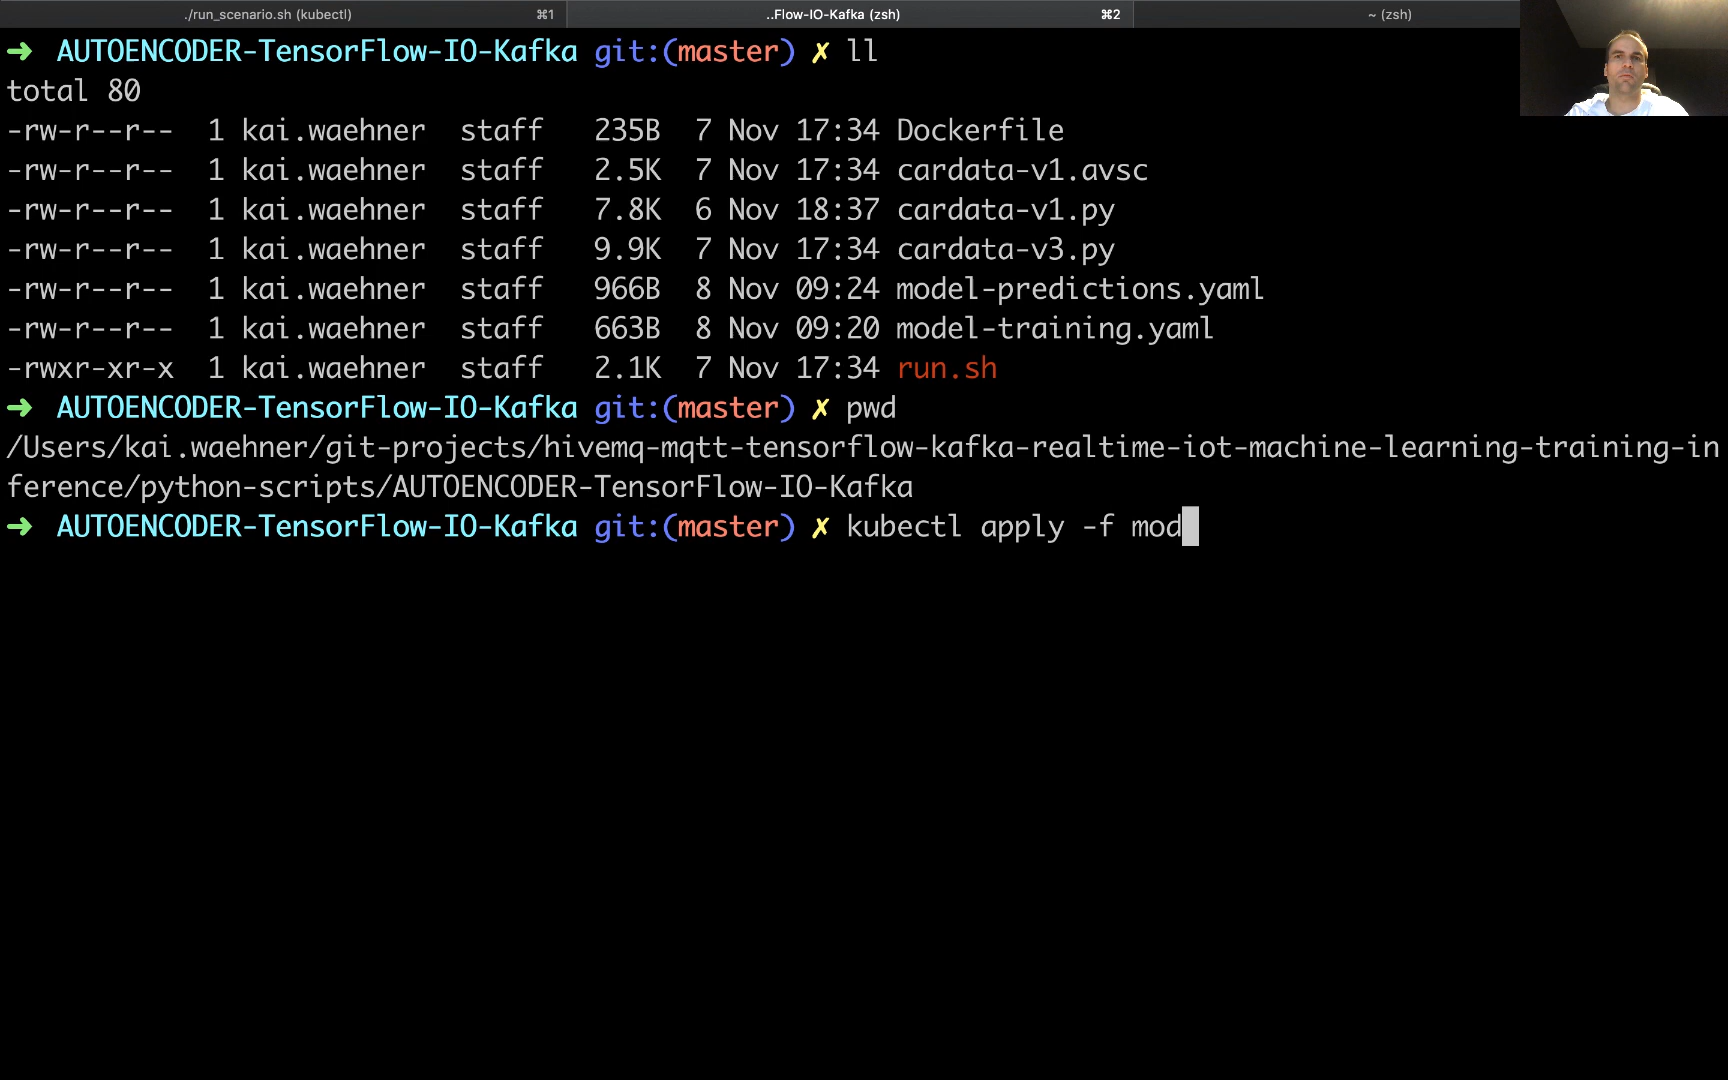 ./run_scenario.sh (kubectl) ⌘1 ..Flow-IO-Kafka (zsh) ⌘2 ~ (zsh)
➜ AUTOENCODER-TensorFlow-IO-Kafka git:(master) ✗ ll
total 80
-rw-r--r-- 1 kai.waehner staff 235B 7 Nov 17:34 Dockerfile
-rw-r--r-- 1 kai.waehner staff 2.5K 7 Nov 17:34 cardata-v1.avsc
-rw-r--r-- 1 kai.waehner staff 7.8K 6 Nov 18:37 cardata-v1.py
-rw-r--r-- 1 kai.waehner staff 9.9K 7 Nov 17:34 cardata-v3.py
-rw-r--r-- 1 kai.waehner staff 966B 8 Nov 09:24 model-predictions.yaml
-rw-r--r-- 1 kai.waehner staff 663B 8 Nov 09:20 model-training.yaml
-rwxr-xr-x 1 kai.waehner staff 2.1K 7 Nov 17:34 run.sh
➜ AUTOENCODER-TensorFlow-IO-Kafka git:(master) ✗ pwd
/Users/kai.waehner/git-projects/hivemq-mqtt-tensorflow-kafka-realtime-iot-machine-learning-training-in
ference/python-scripts/AUTOENCODER-TensorFlow-IO-Kafka
➜ AUTOENCODER-TensorFlow-IO-Kafka git:(master) ✗ kubectl apply -f mod